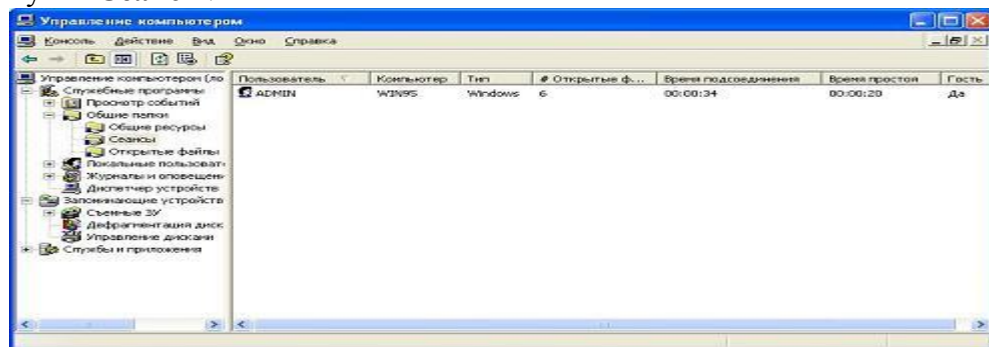 Управление компьютером
Консоль Действие Вид Окно Справка
Управление компьютером (ло
Служебные программы
Просмотр событий
Общие папки
Общие ресурсы
Сеансы
Открытые файлы
Локальные пользоват
Журналы и оповещен
Диспетчер устройств
Запоминающие устройств
Съемные ЗУ
Дефрагментация диск
Управление дисками
Службы и приложения
Пользователь Компьютер Тип # Открытые ф... Время подсоединения Время простоя Гость
ADMIN WIN95 Windows 6 00:00:34 00:00:20 Да